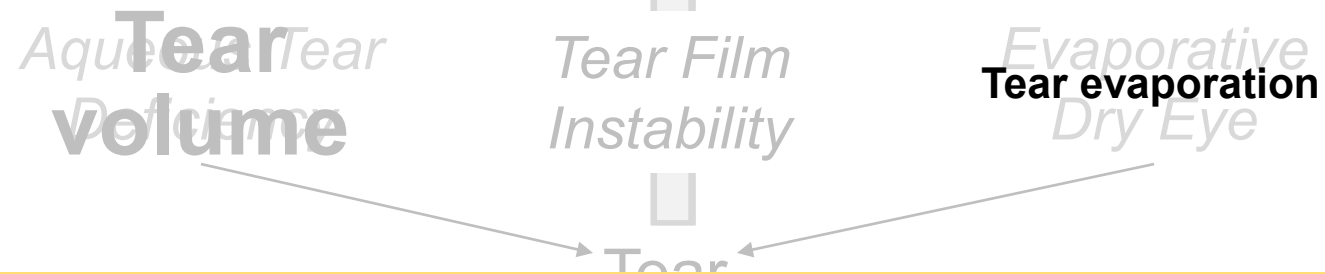 Aqueous Tear
Deficiency
Tear
volume
Tear Film
Instability
Evaporative
Dry Eye
Tear evaporation
Tear